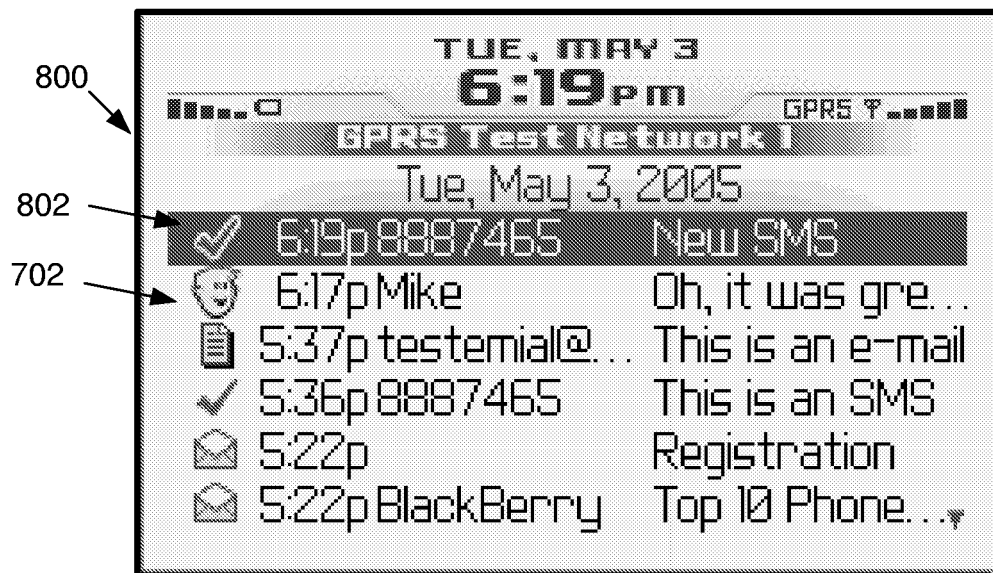 TUE, MAY 3
800
6:19pm
GPRS
GPRS Test Network 1
Tue, May 3, 2005
802
6:19p 8887465 New SMS
702
6:17p Mike Oh, it was gre...
5:37p testemial@... This is an e-mail
5:36p 8887465 This is an SMS
5:22p Registration
5:22p BlackBerry Top 10 Phone...